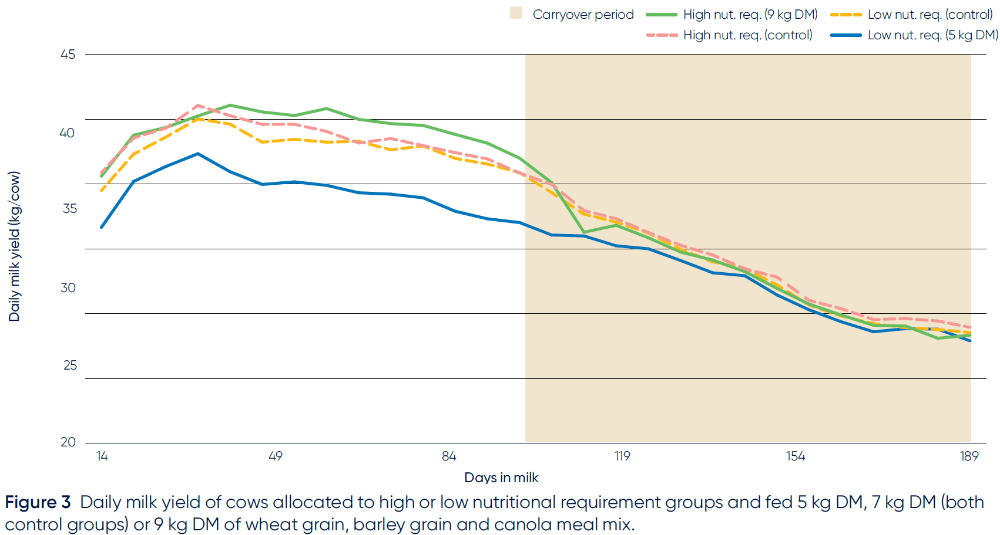 Carryover period
High nut. req. (9 kg DM)
Low nut. req. (control)
High nut. req. (control)
Low nut. req. (5 kg DM)
45
40
35
30
25
20
Daily milk yield (kg/cow)
14 49 84 119 154 189
Days in milk
Figure 3 Daily milk yield of cows allocated to high or low nutritional requirement groups and fed 5 kg DM, 7 kg DM (both
control groups) or 9 kg DM of wheat grain, barley grain and canola meal mix.